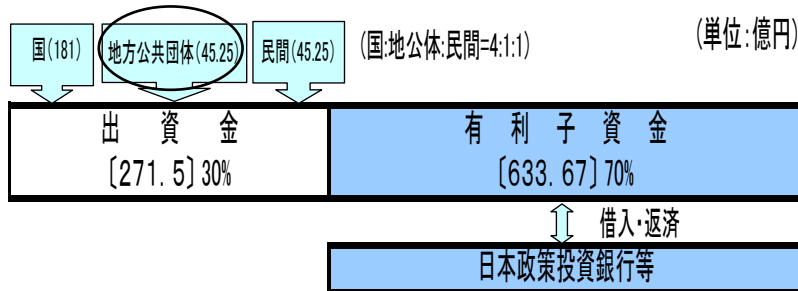 国(181) 地方公共団体(45.25) 民間(45.25) (国:地公体:民間=4:1:1) (単位:億円)
出資金 有利子資金
〔271.5〕30% 〔633.67〕70%
借入・返済
日本政策投資銀行等